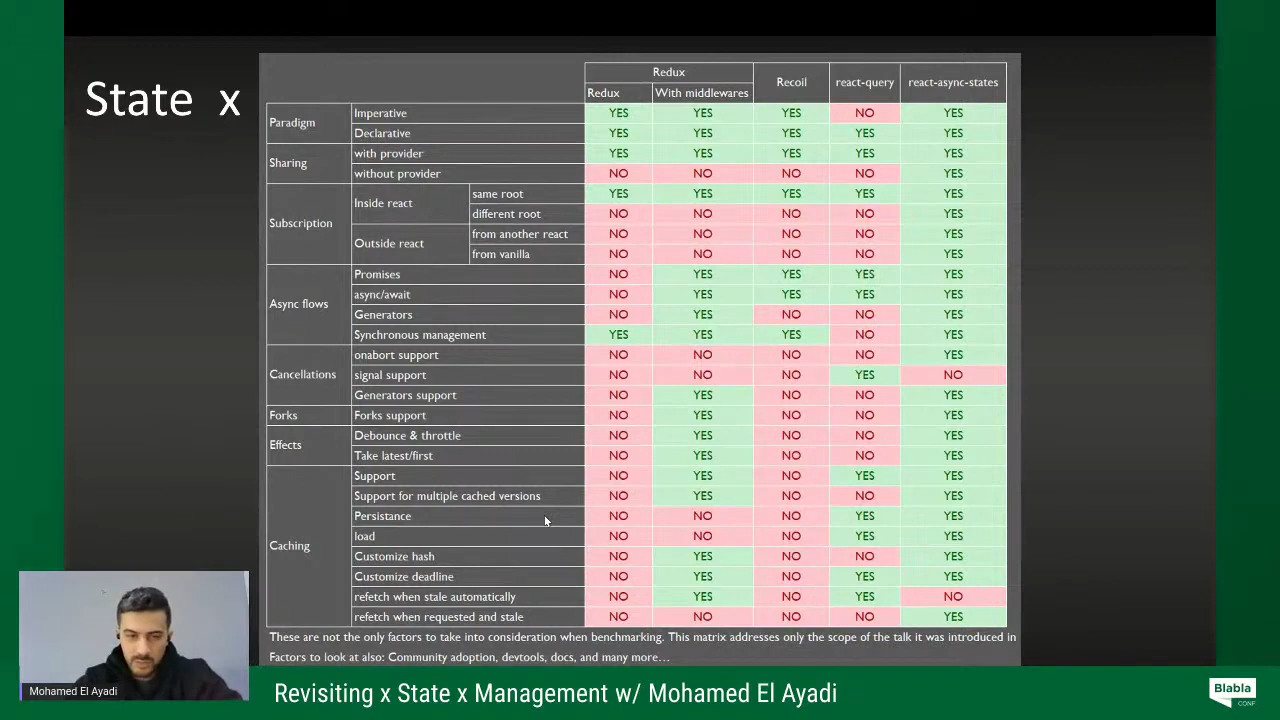 State x
Redux
Redux With middlewares Recoil react-query react-async-states
Paradigm Imperative YES YES YES NO YES
Declarative YES YES YES YES YES
Sharing with provider YES YES YES YES YES
without provider NO NO NO NO YES
Subscription Inside react same root YES YES YES YES YES
different root NO NO NO NO YES
Outside react from another react NO NO NO NO YES
from vanilla NO NO NO NO YES
Async flows Promises NO YES YES YES YES
async/await NO YES YES YES YES
Generators NO YES NO NO YES
Synchronous management YES YES YES NO YES
Cancellations onabort support NO NO NO NO YES
signal support NO NO NO YES NO
Generators support NO YES NO NO YES
Forks Forks support NO YES NO NO YES
Effects Debounce & throttle NO YES NO NO YES
Take latest/first NO YES NO NO YES
Caching Support NO YES NO YES YES
Support for multiple cached versions NO YES NO NO YES
Persistance NO NO NO YES YES
load NO NO NO YES YES
Customize hash NO YES NO NO YES
Customize deadline NO YES NO YES YES
refetch when stale automatically NO YES NO YES NO
refetch when requested and stale NO NO NO NO YES
These are not the only factors to take into consideration when benchmarking. This matrix addresses only the scope of the talk it was introduced in
Factors to look at also: Community adoption, devtools, docs, and many more...
Mohamed El Ayadi
Revisiting x State x Management w/ Mohamed El Ayadi
Blabla
CONF